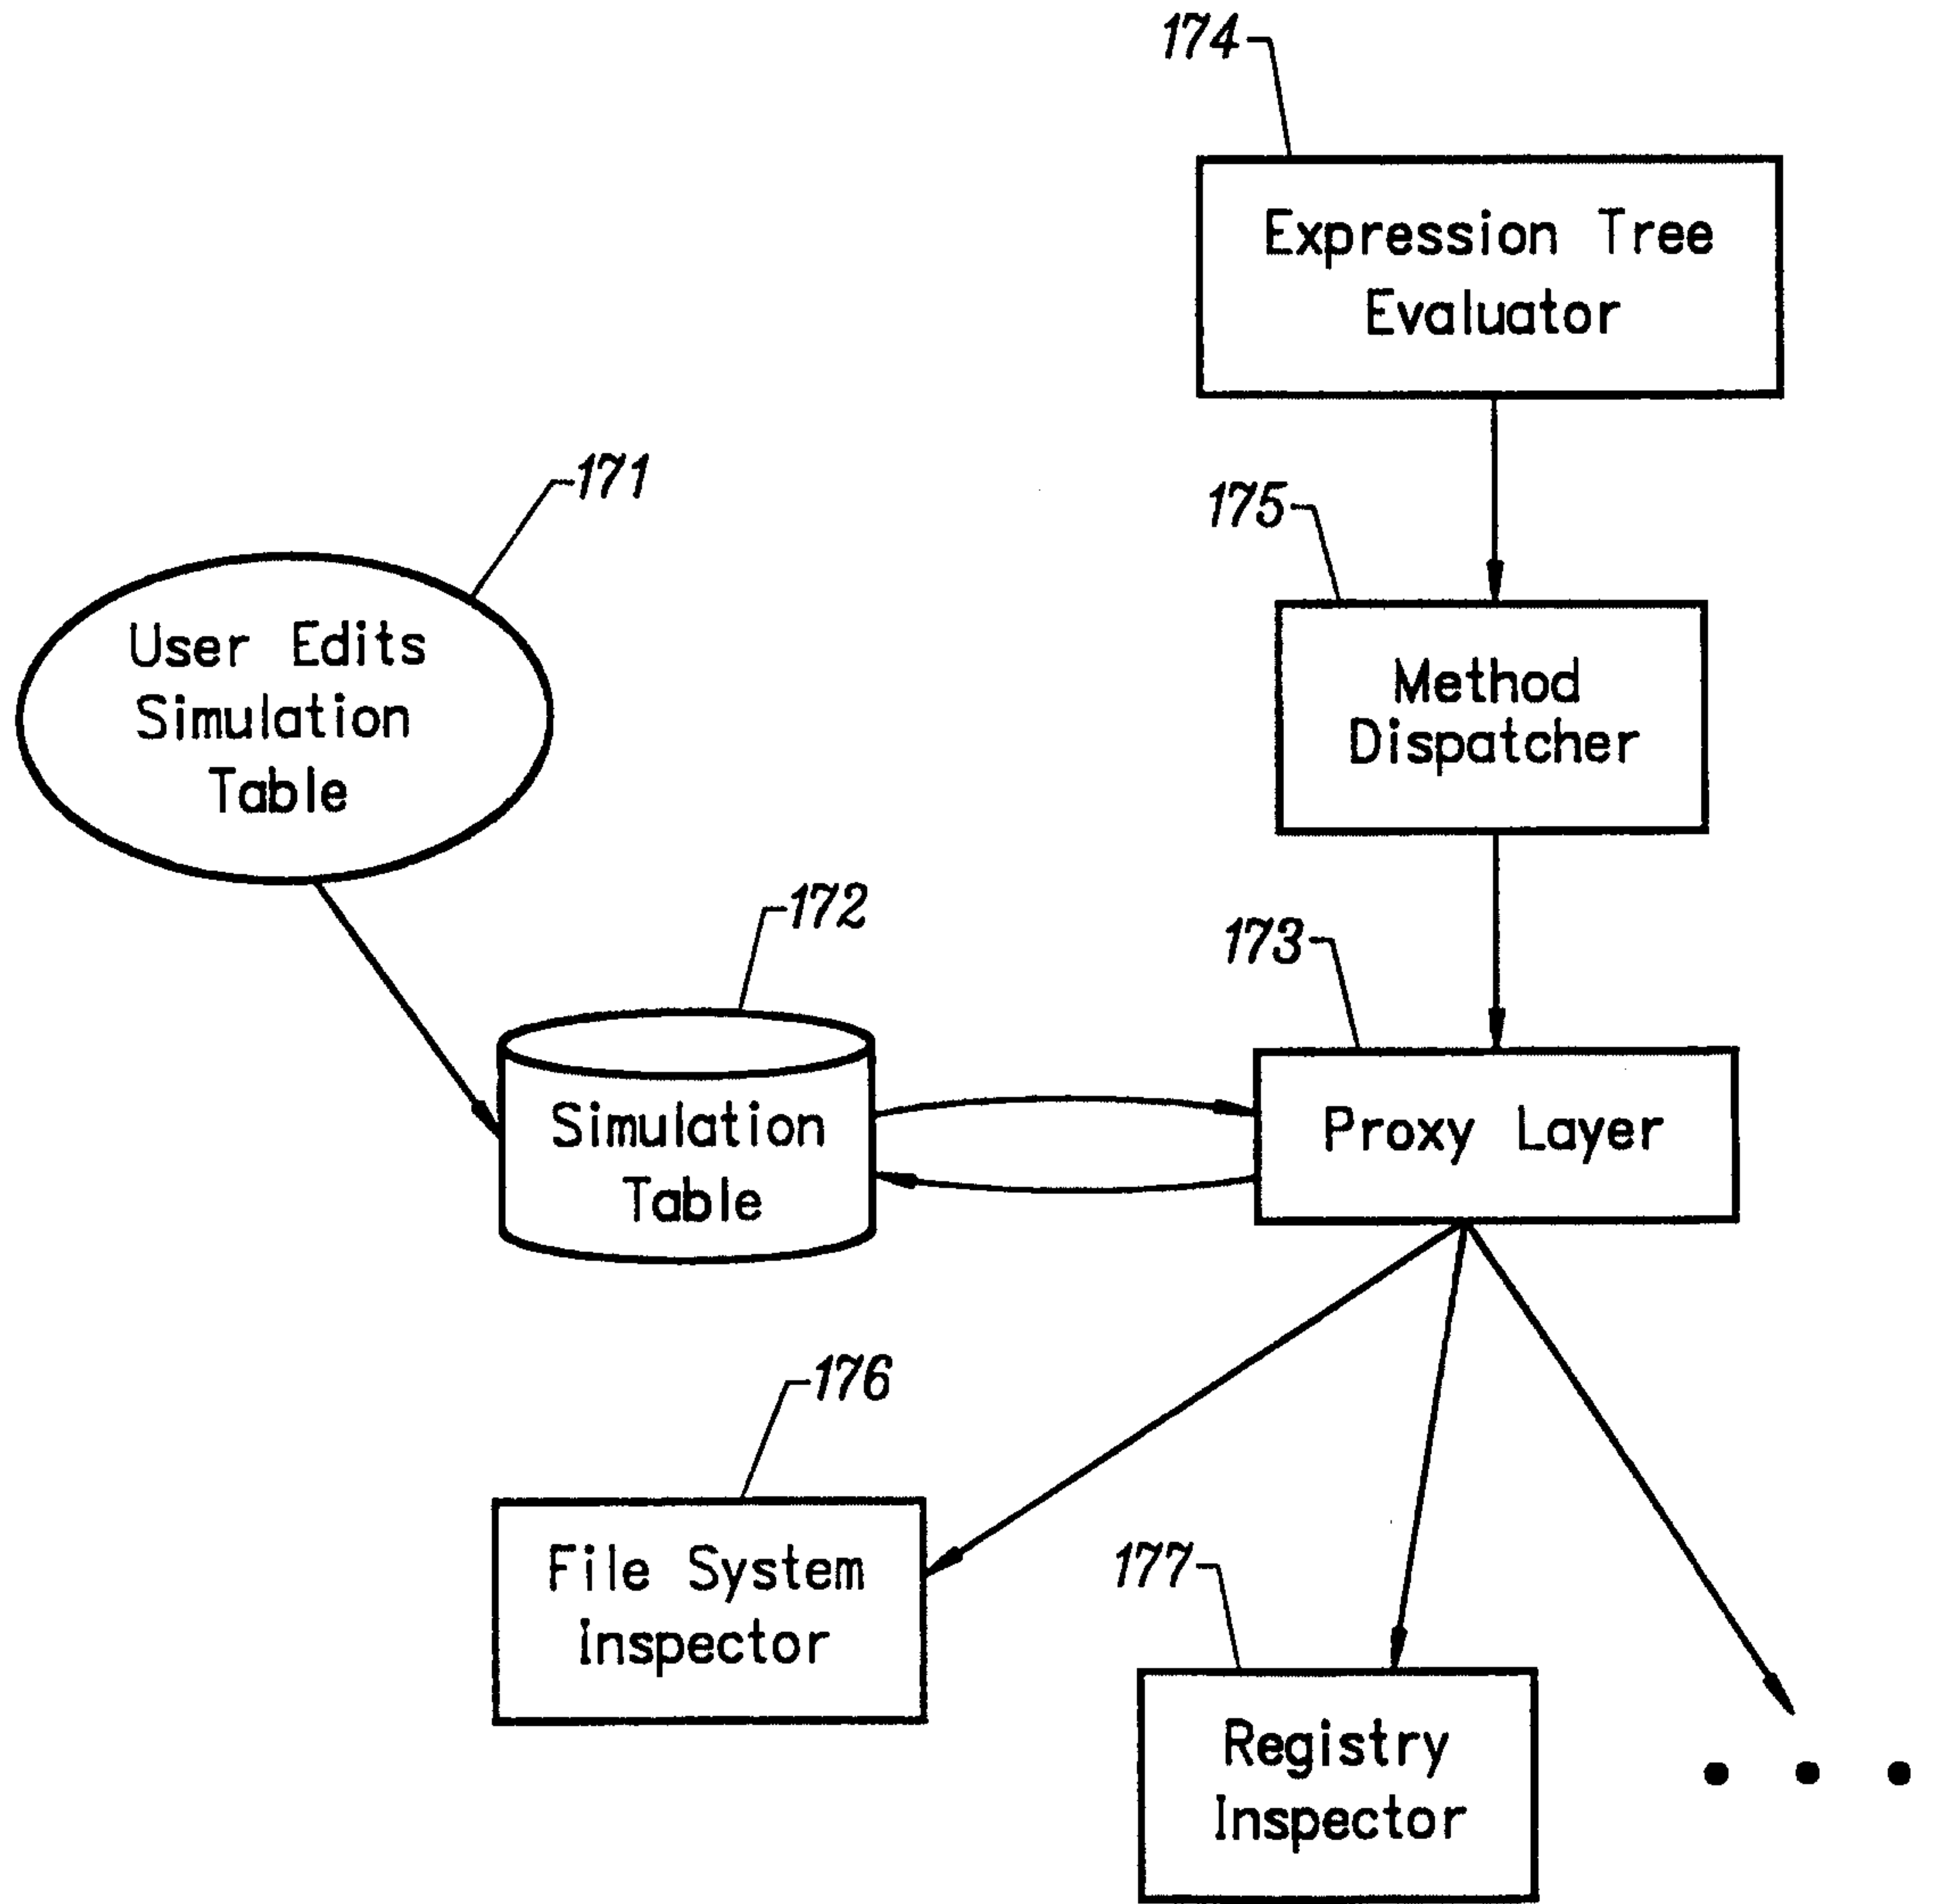 174
Expression Tree
Evaluator
171
175
User Edits
Simulation
Table
Method
Dispatcher
172
173
Simulation
Table
Proxy Layer
176
File System
Inspector
177
Registry
Inspector
• • •